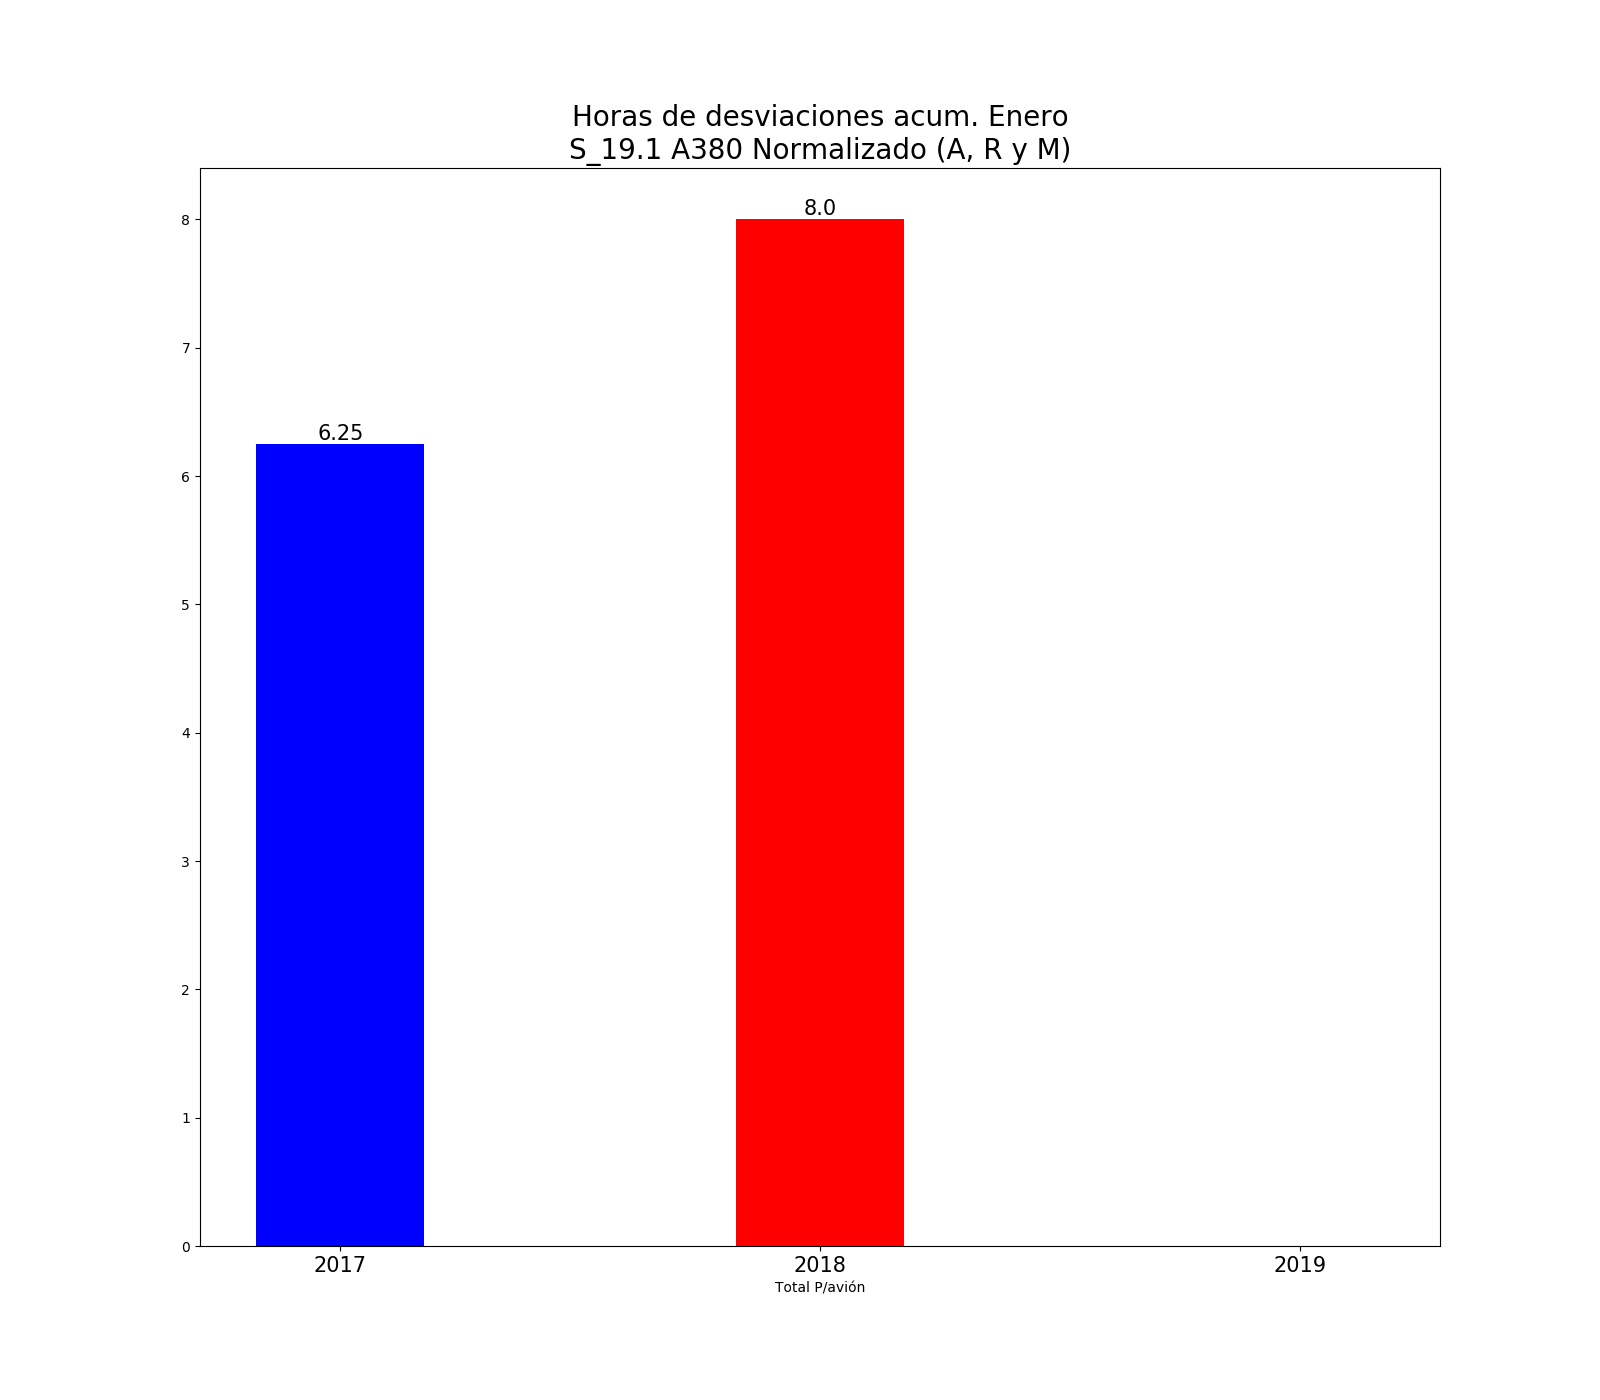 Horas de desviaciones acum. Enero
S_19.1 A380 Normalizado (A, R y M)
8.0
8
7
6.25
6
5
4
3
2
1
0
2017 2018 2019
Total P/avión